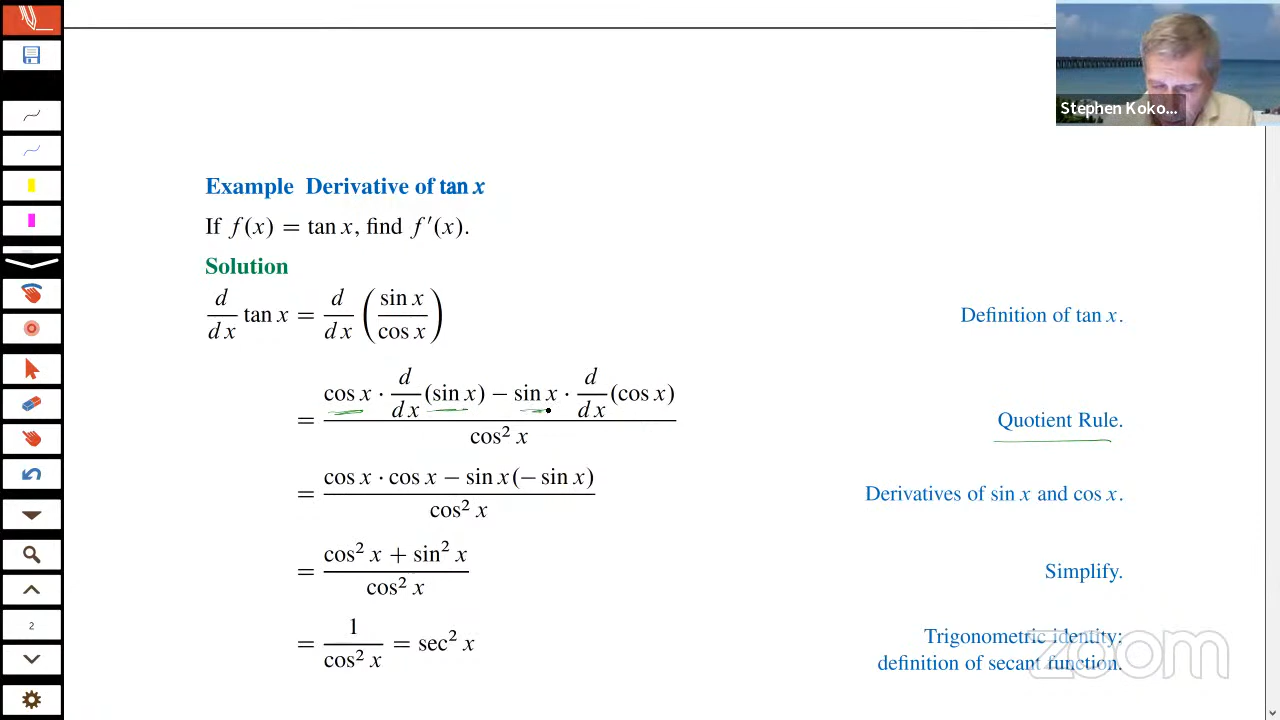 Stephen Koko...
Example Derivative of tan x
If f(x) = tan x, find f′(x).
Solution
d/dx tan x = d/dx (sin x / cos x) Definition of tan x.
= (cos x · d/dx (sin x) − sin x · d/dx (cos x)) / cos² x Quotient Rule.
= (cos x · cos x − sin x(− sin x)) / cos² x Derivatives of sin x and cos x.
= (cos² x + sin² x) / cos² x Simplify.
= 1 / cos² x = sec² x Trigonometric identity;
definition of secant function.
zoom
2